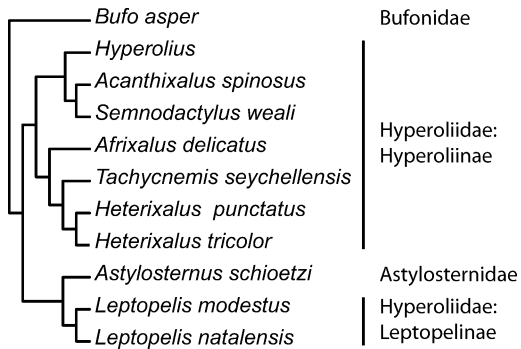 Bufo asper
Bufonidae
Hyperolius
Acanthixalus spinosus
Semnodactylus weali
Afrixalus delicatus
Tachycnemis seychellensis
Heterixalus punctatus
Heterixalus tricolor
Hyperoliidae:
Hyperoliinae
Astylosternus schioetzi
Astylosternidae
Leptopelis modestus
Leptopelis natalensis
Hyperoliidae:
Leptopelinae